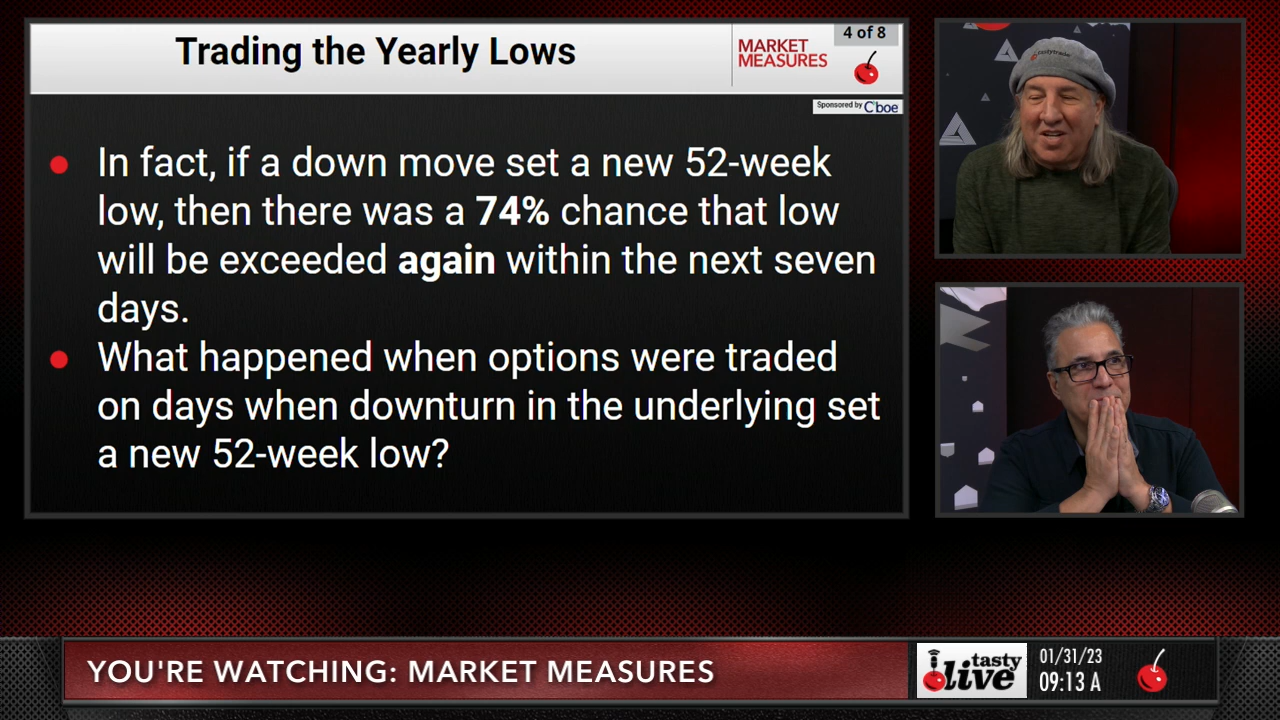 Trading the Yearly Lows
MARKET
MEASURES
4 of 8
Sponsored by Cboe
In fact, if a down move set a new 52-week
low, then there was a 74% chance that low
will be exceeded again within the next seven
days.
What happened when options were traded
on days when downturn in the underlying set
a new 52-week low?
tastytrade
YOU'RE WATCHING: MARKET MEASURES
tasty
live
01/31/23
09:13 A